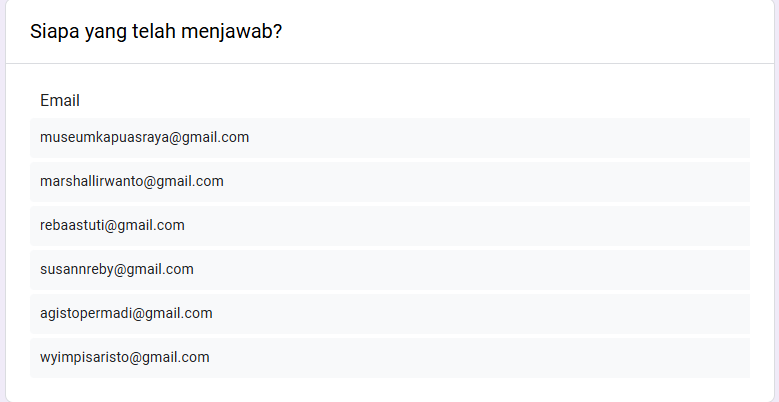 Siapa yang telah menjawab?
Email
museumkapuasraya@gmail.com
marshallirwanto@gmail.com
rebaastuti@gmail.com
susannreby@gmail.com
agistopermadi@gmail.com
wyimpisaristo@gmail.com